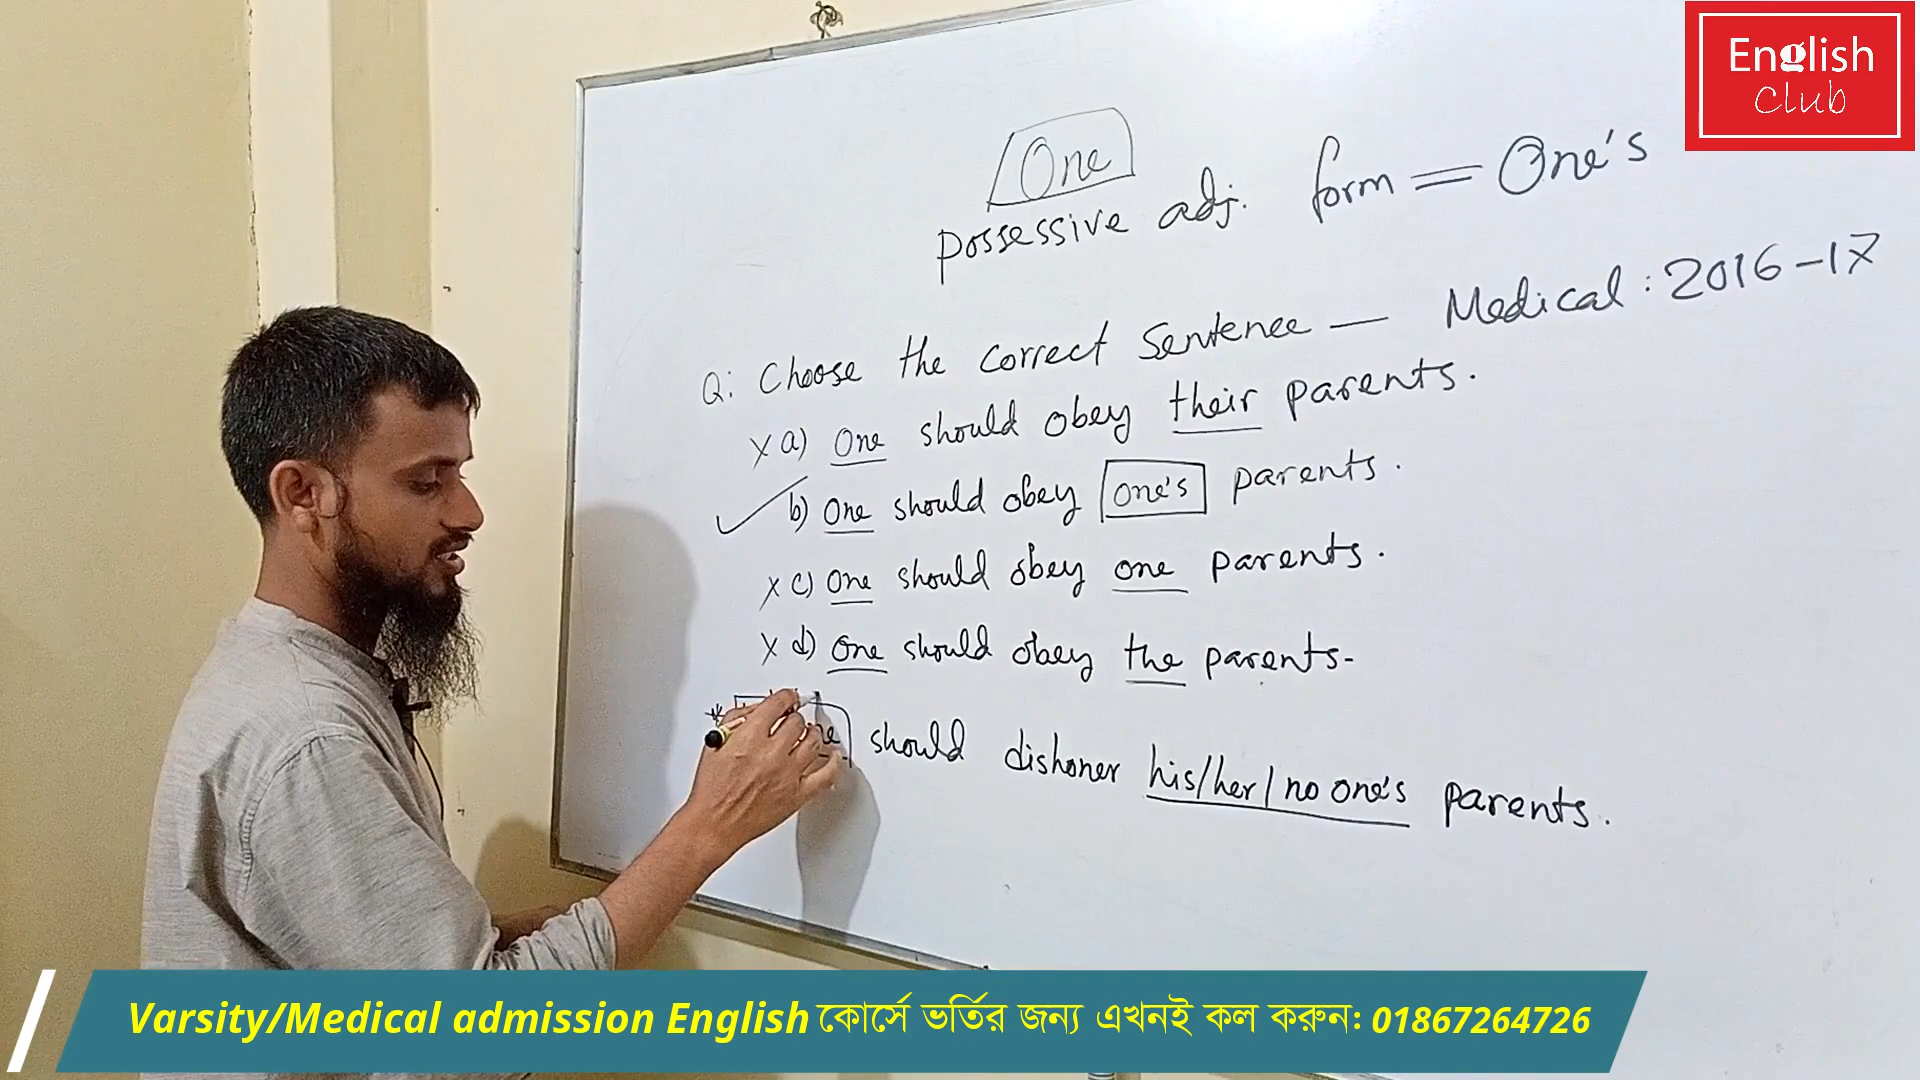 English
Club
One
possessive adj. form = One's
Q: Choose the correct Sentence — Medical : 2016-17
X a) One should obey their parents.
✓ b) One should obey one's parents.
X c) One should obey one parents.
X d) One should obey the parents-
* should dishoner his/her/no one's parents.
Varsity/Medical admission English কোর্সে ভর্তির জন্য এখনই কল করুন: 01867264726